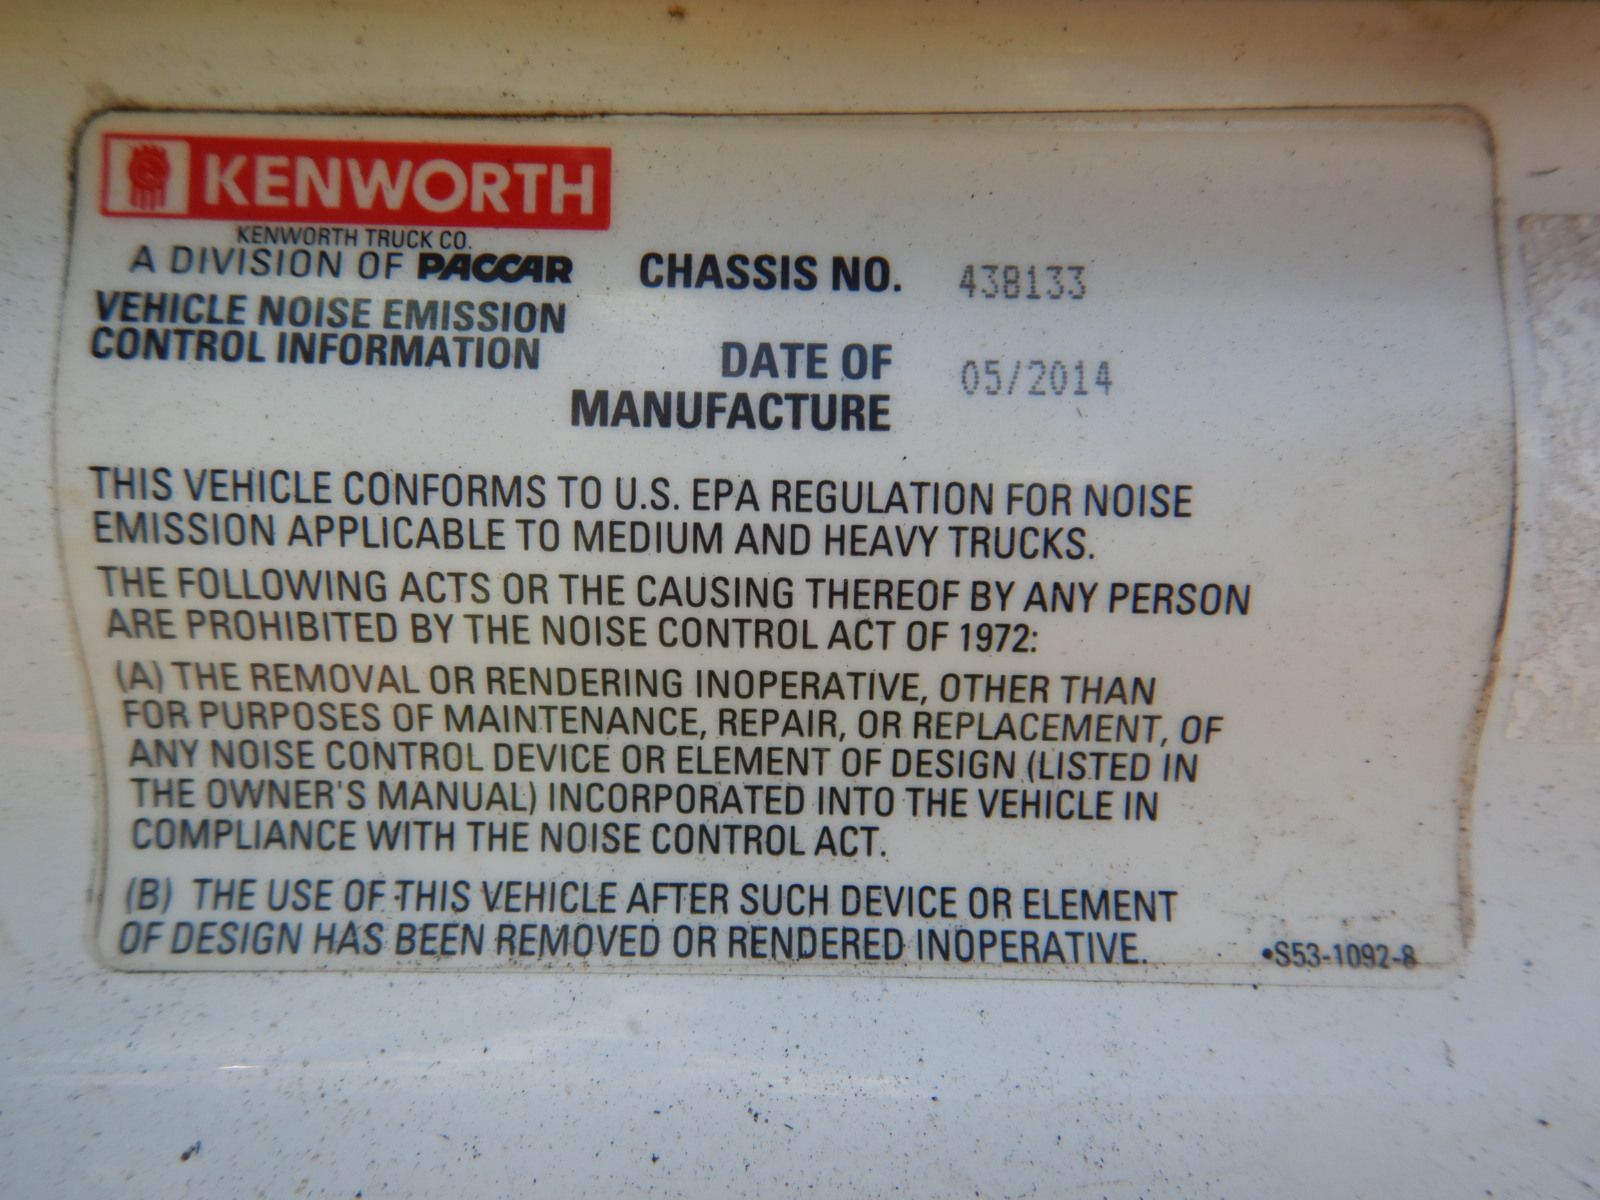 KENWORTH
KENWORTH TRUCK CO.
A DIVISION OF PACCAR
VEHICLE NOISE EMISSION
CONTROL INFORMATION
CHASSIS NO. 438133
DATE OF
MANUFACTURE 05/2014
THIS VEHICLE CONFORMS TO U.S. EPA REGULATION FOR NOISE
EMISSION APPLICABLE TO MEDIUM AND HEAVY TRUCKS.
THE FOLLOWING ACTS OR THE CAUSING THEREOF BY ANY PERSON
ARE PROHIBITED BY THE NOISE CONTROL ACT OF 1972:
(A) THE REMOVAL OR RENDERING INOPERATIVE, OTHER THAN
FOR PURPOSES OF MAINTENANCE, REPAIR, OR REPLACEMENT, OF
ANY NOISE CONTROL DEVICE OR ELEMENT OF DESIGN (LISTED IN
THE OWNER'S MANUAL) INCORPORATED INTO THE VEHICLE IN
COMPLIANCE WITH THE NOISE CONTROL ACT.
(B) THE USE OF THIS VEHICLE AFTER SUCH DEVICE OR ELEMENT
OF DESIGN HAS BEEN REMOVED OR RENDERED INOPERATIVE.
•S53-1092-8